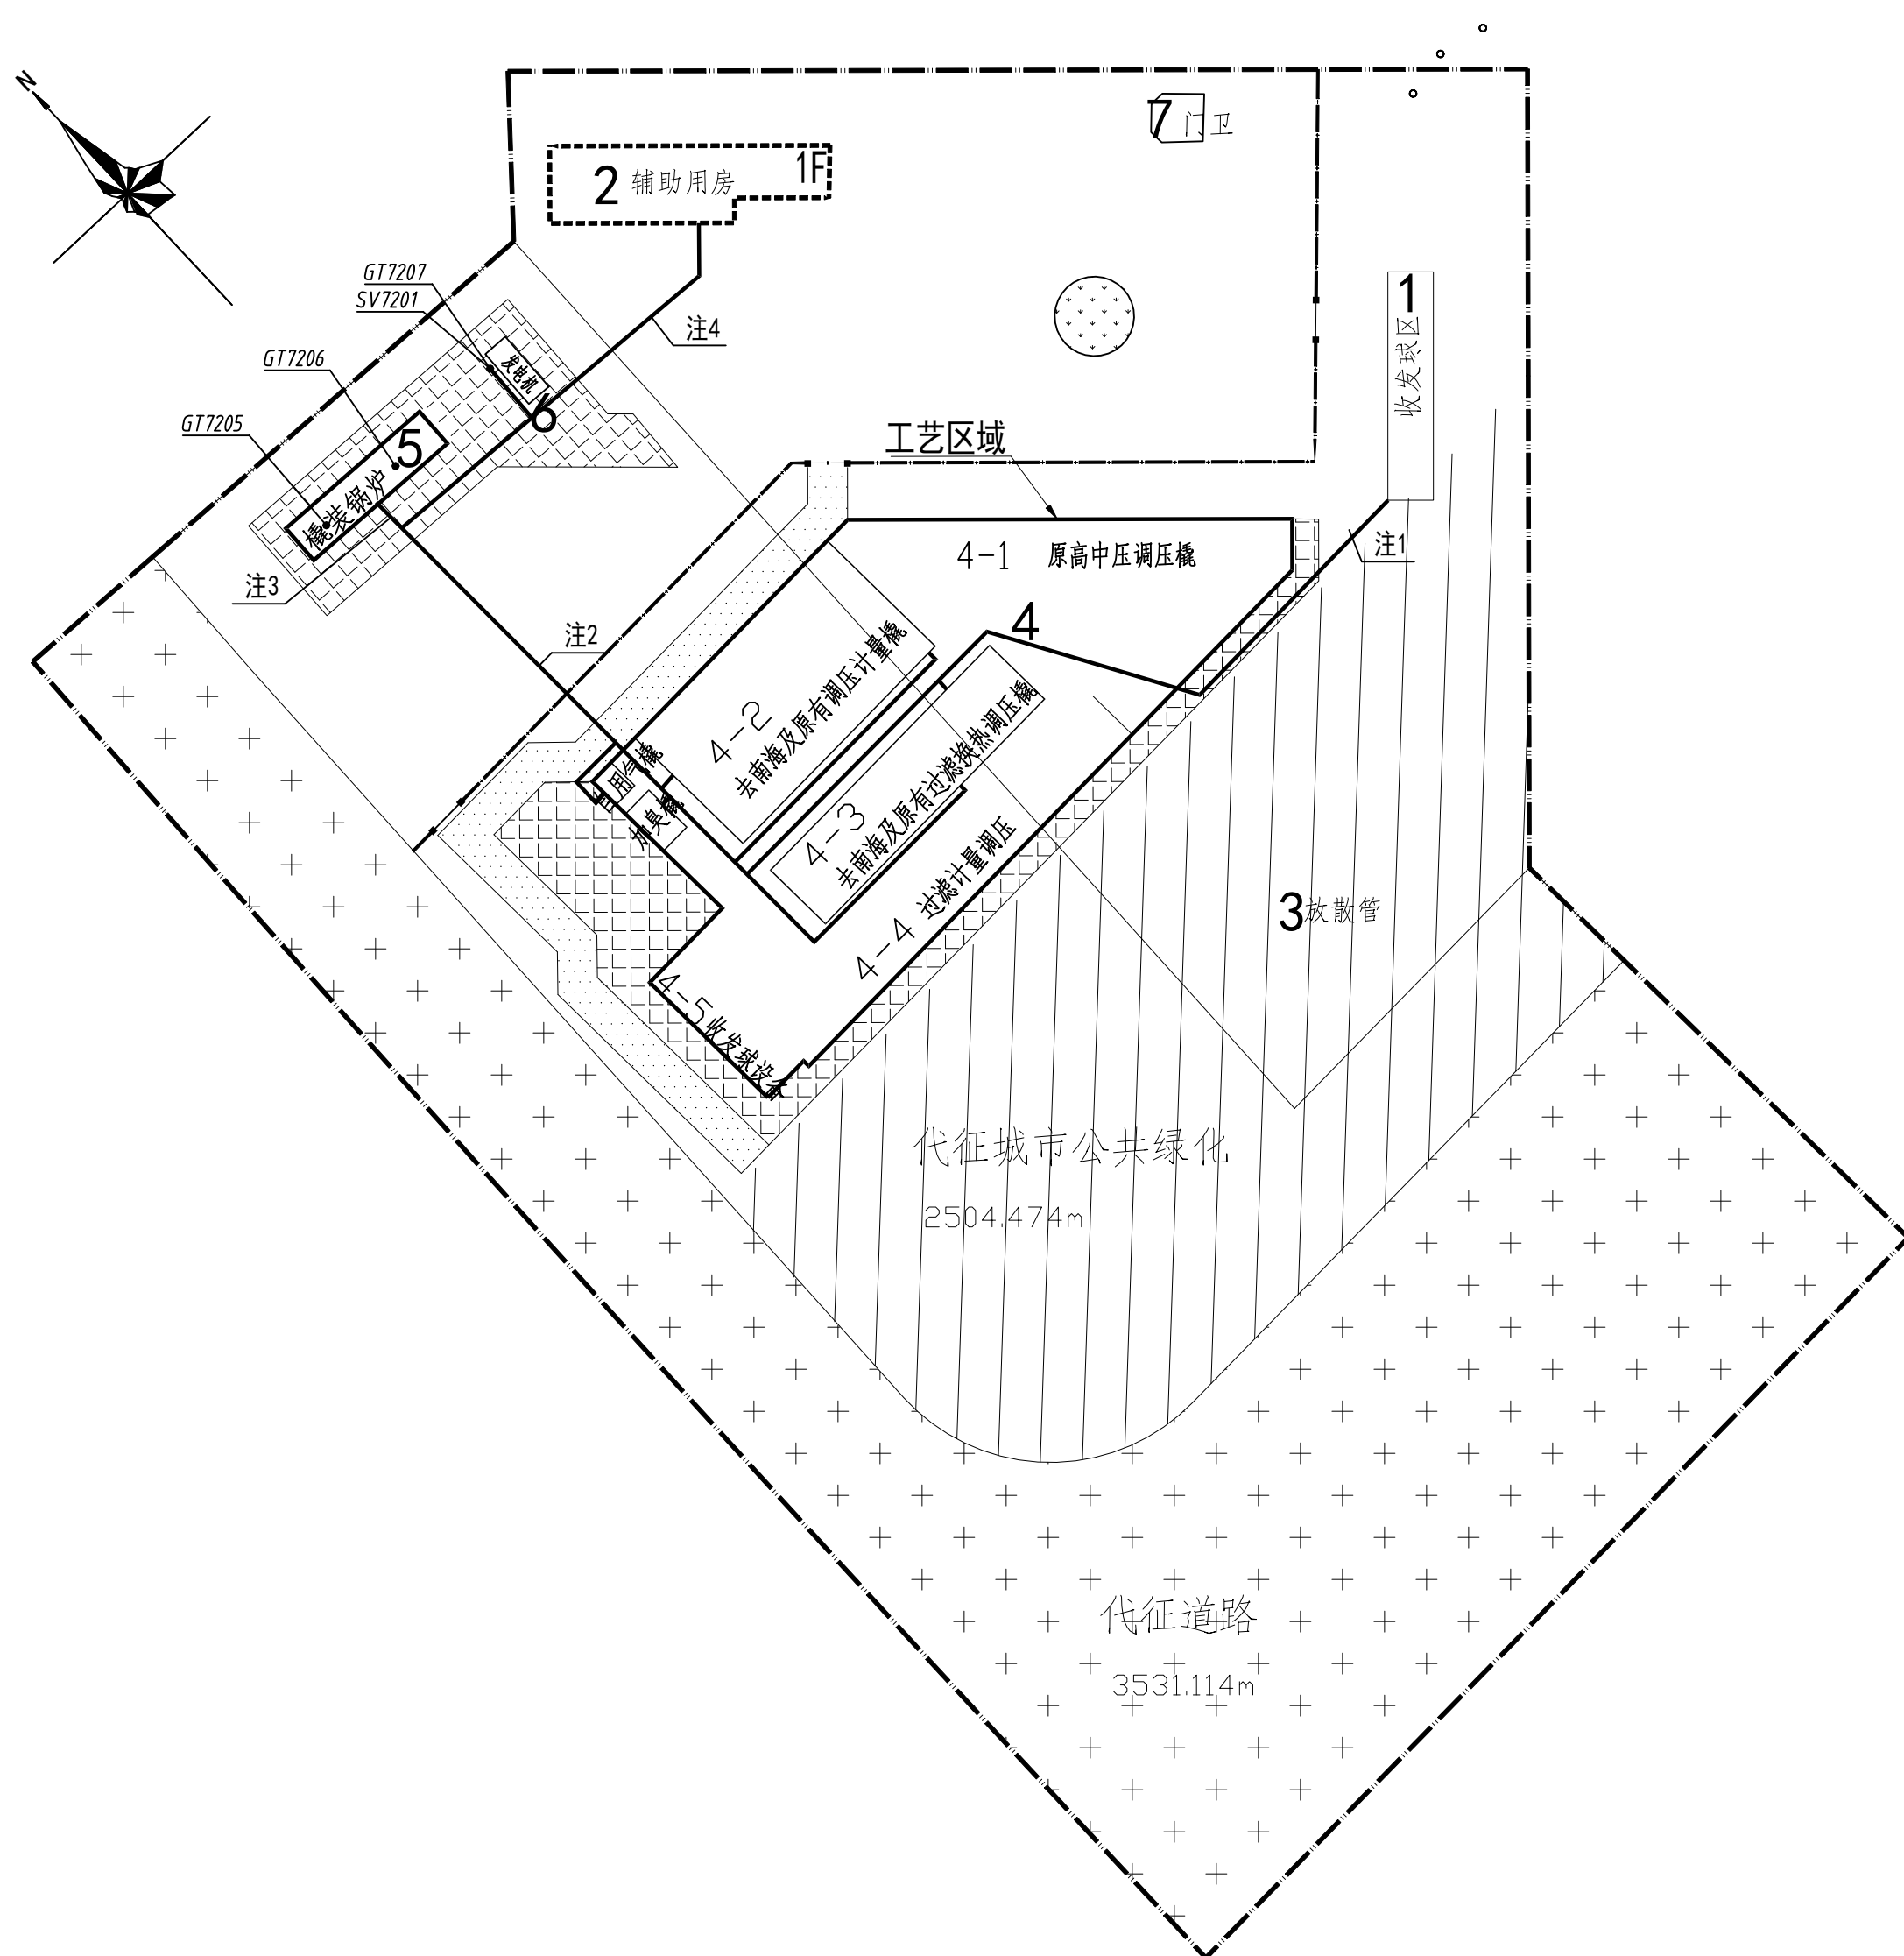 N
7 门卫
2 辅助用房 1F
GT7207
SV7201
注4
1
收发球区
GT7206
发电机
6
GT7205
5
橇装锅炉
工艺区域
4-1 原高中压调压橇
注1
注3
注2
4
4-2
去南海及原有调压计量橇
自用气橇
加臭橇
4-3
去南海及原有过滤换热调压橇
4-4 过滤计量调压
3放散管
4-5收发球设备
代征城市公共绿化
2504.474m
代征道路
3531.114m